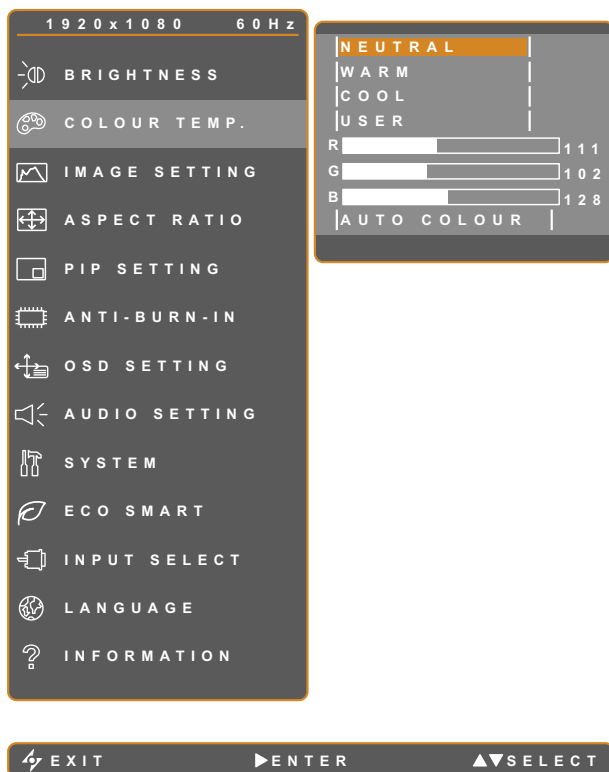 1920x1080 60Hz
BRIGHTNESS
COLOUR TEMP.
IMAGE SETTING
ASPECT RATIO
PIP SETTING
ANTI-BURN-IN
OSD SETTING
AUDIO SETTING
SYSTEM
ECO SMART
INPUT SELECT
LANGUAGE
INFORMATION
NEUTRAL
WARM
COOL
USER
R 111
G 102
B 128
AUTO COLOUR
EXIT ENTER SELECT